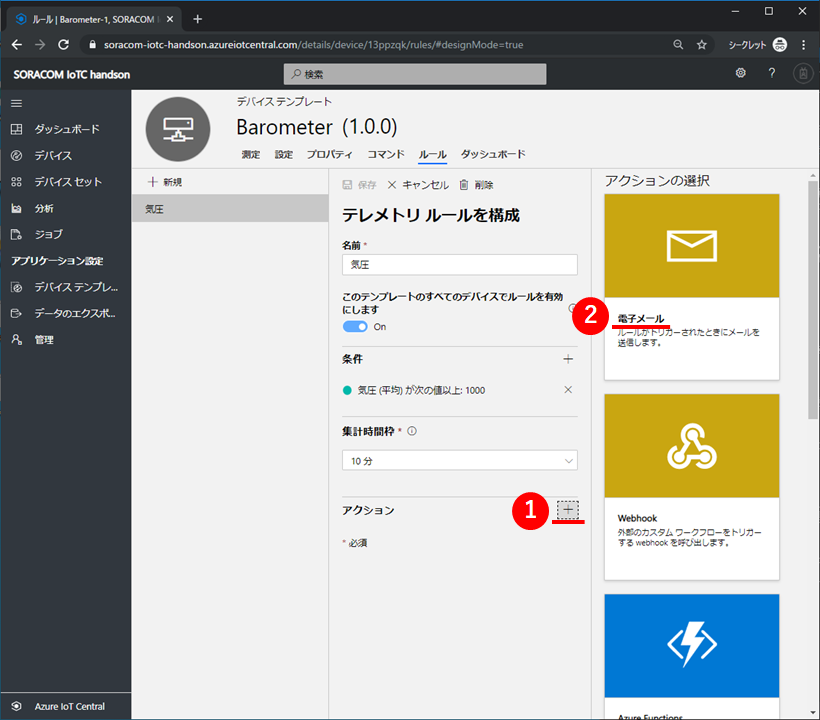 ルール | Barometer-1, SORACOM I
soracom-iotc-handson.azureiotcentral.com/details/device/13ppzqk/rules/#designMode=true
シークレット
SORACOM IoTC handson
検索
ダッシュボード
デバイス
デバイス セット
分析
ジョブ
アプリケーション設定
デバイス テンプレ...
データのエクスポ...
管理
Azure IoT Central
デバイス テンプレート
Barometer (1.0.0)
測定 設定 プロパティ コマンド ルール ダッシュボード
新規
気圧
保存 キャンセル 削除
テレメトリ ルールを構成
名前 *
気圧
このテンプレートのすべてのデバイスでルールを有効
にします
On
条件
気圧 (平均) が次の値以上: 1000
集計時間枠 *
10 分
アクション
1
* 必須
アクションの選択
2
電子メール
ルールがトリガーされたときにメールを
送信します。
Webhook
外部のカスタム ワークフローをトリガー
する webhook を呼び出します。
Azure Functions